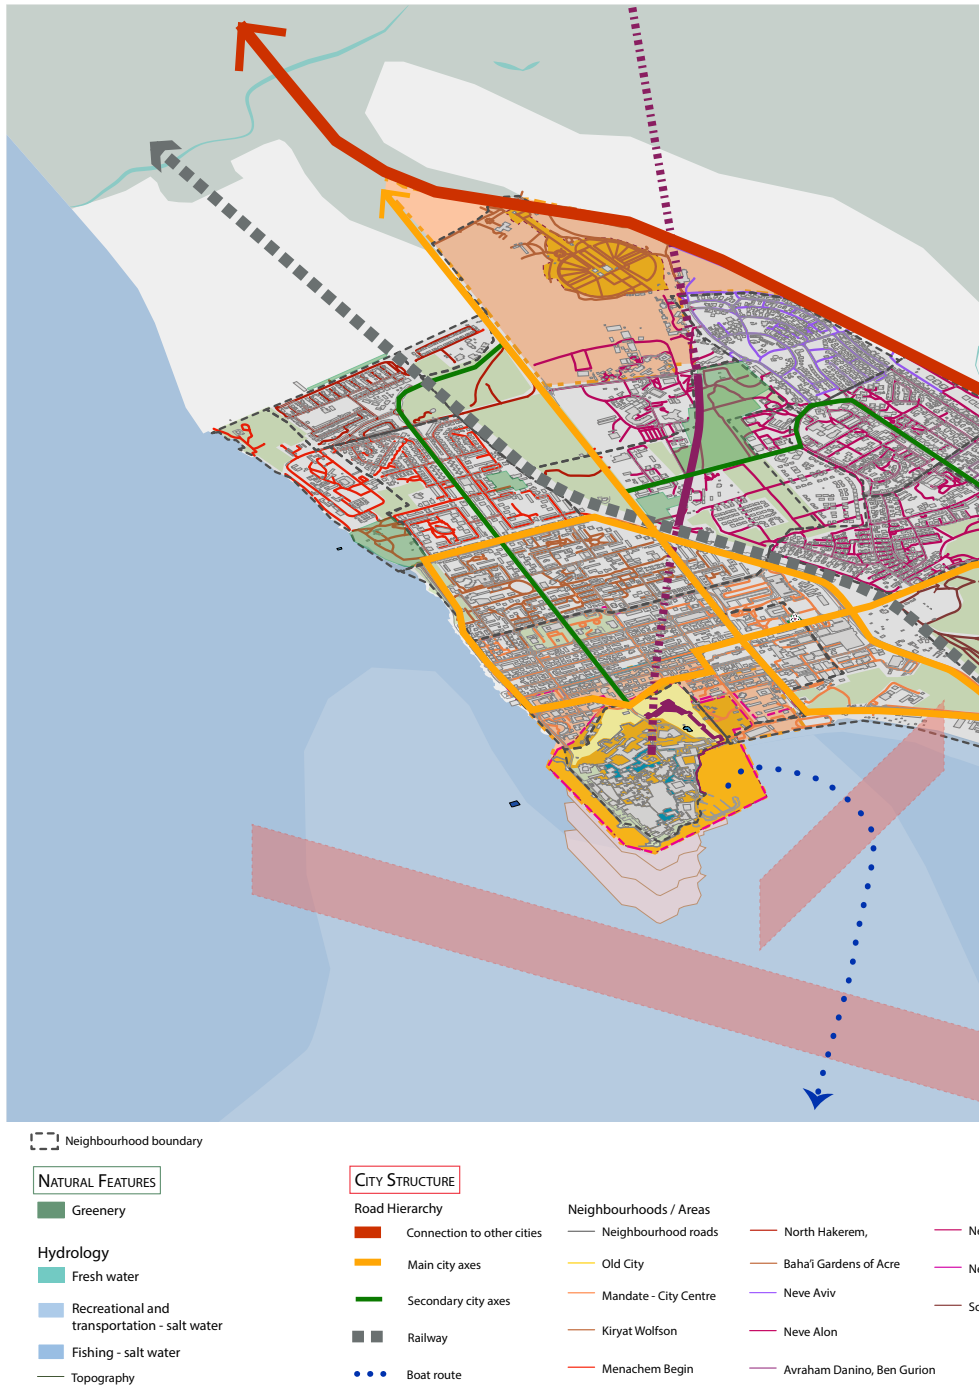 Neighbourhood boundary
NATURAL FEATURES
Greenery
Hydrology
Fresh water
Recreational and
transportation - salt water
Fishing - salt water
Topography
CITY STRUCTURE
Road Hierarchy
Connection to other cities
Main city axes
Secondary city axes
Railway
Boat route
Neighbourhoods / Areas
Neighbourhood roads
Old City
Mandate - City Centre
Kiryat Wolfson
Menachem Begin
North Hakerem,
Baha'i Gardens of Acre
Neve Aviv
Neve Alon
Avraham Danino, Ben Gurion